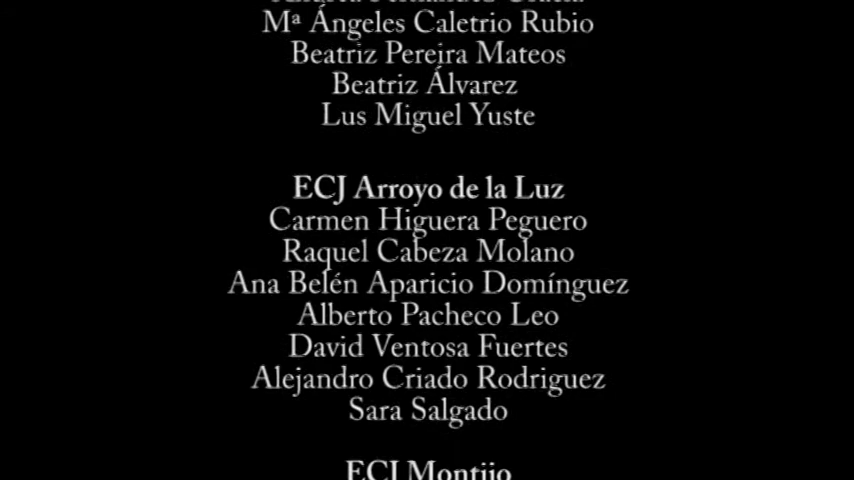 Mª Ángeles Caletrio Rubio
Beatriz Pereira Mateos
Beatriz Álvarez
Lus Miguel Yuste
ECJ Arroyo de la Luz
Carmen Higuera Peguero
Raquel Cabeza Molano
Ana Belén Aparicio Domínguez
Alberto Pacheco Leo
David Ventosa Fuertes
Alejandro Criado Rodriguez
Sara Salgado
ECJ Montijo